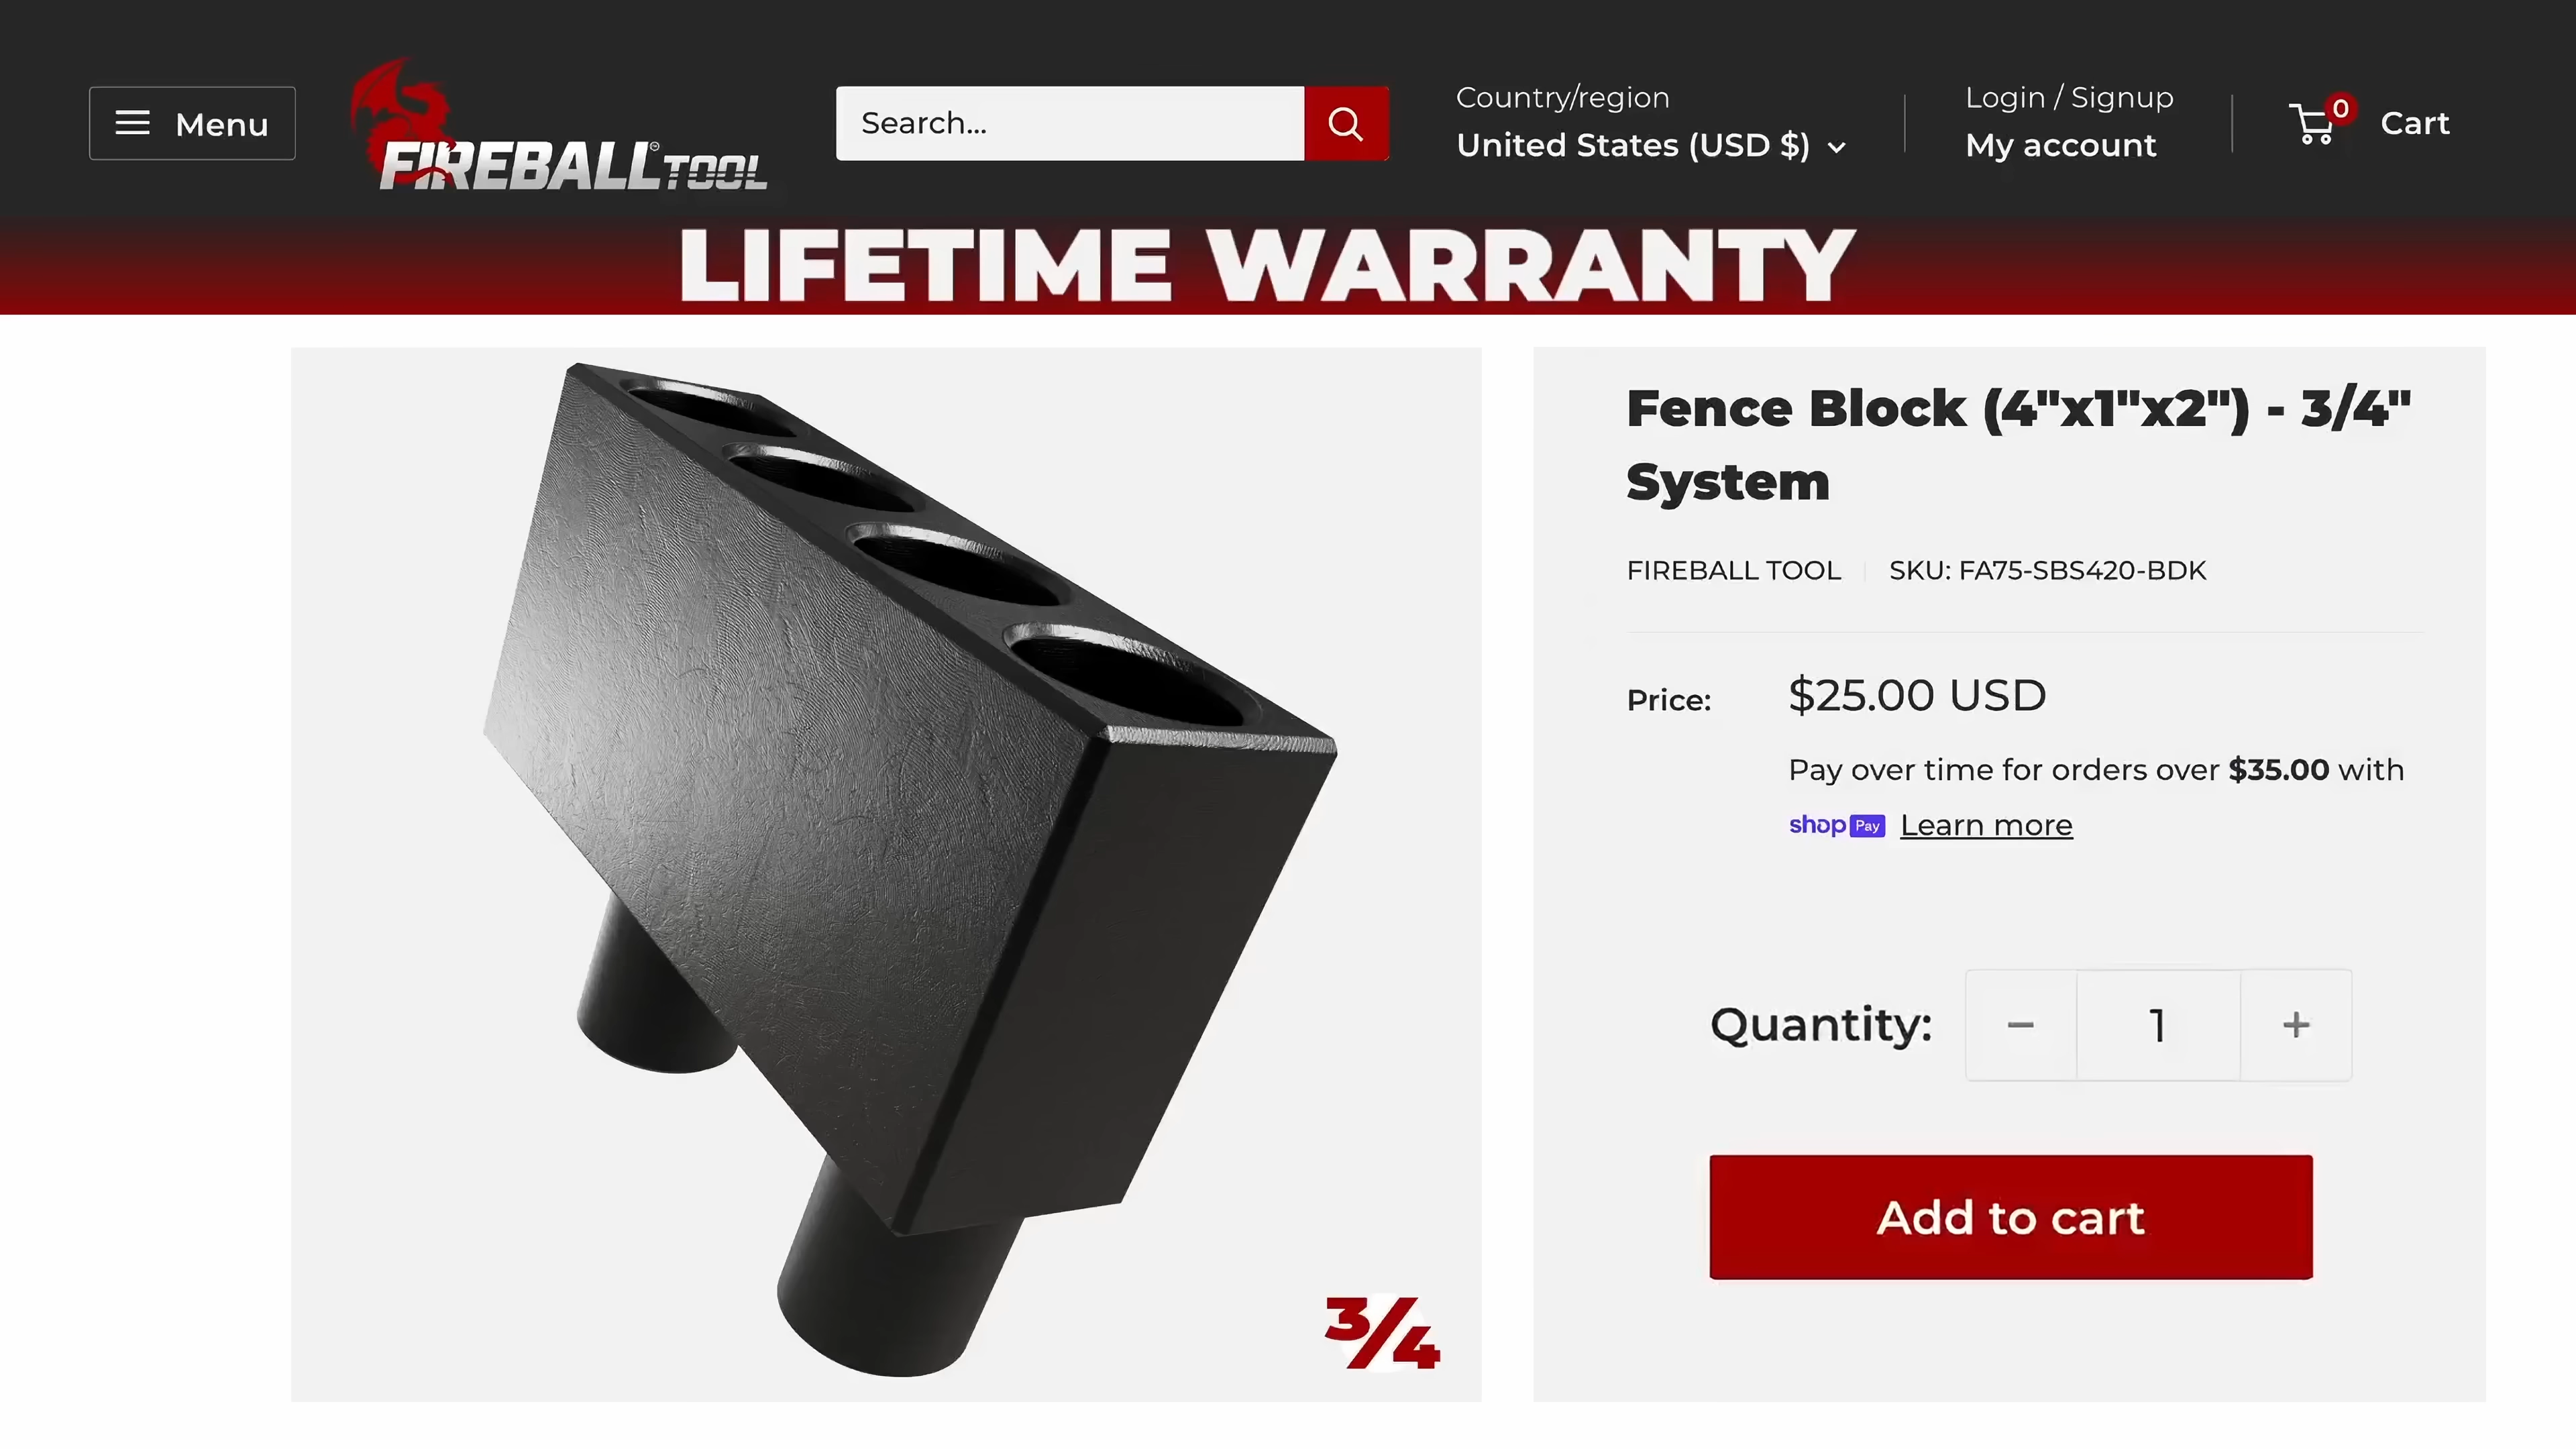 Menu
FIREBALL TOOL
Search...
Country/region
United States (USD $)
Login / Signup
My account
0
Cart
LIFETIME WARRANTY
Fence Block (4"x1"x2") - 3/4"
System
FIREBALL TOOL
SKU: FA75-SBS420-BDK
Price:
$25.00 USD
Pay over time for orders over $35.00 with
shop Pay Learn more
Quantity:
− 1 +
Add to cart
3/4